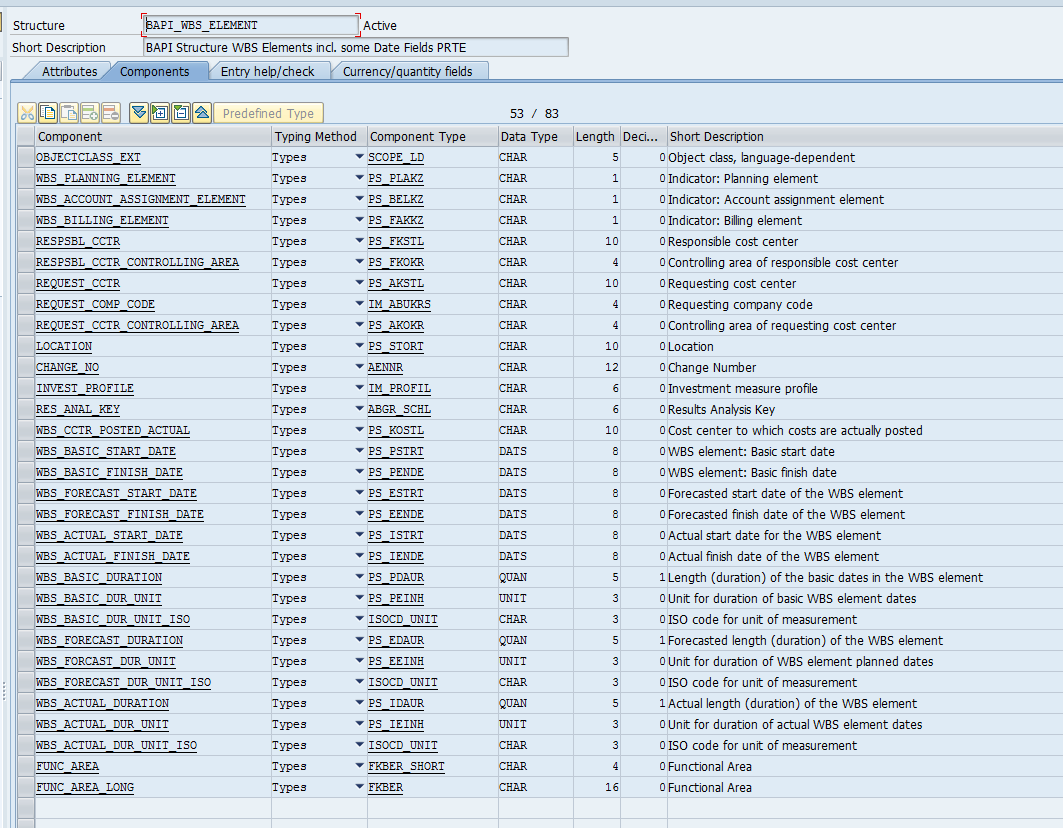 Structure BAPI_WBS_ELEMENT Active
Short Description BAPI Structure WBS Elements incl. some Date Fields PRTE
Attributes Components Entry help/check Currency/quantity fields
Predefined Type 53 / 83
Component Typing Method Component Type Data Type Length Deci... Short Description
OBJECTCLASS_EXT Types SCOPE_LD CHAR 5 0 Object class, language-dependent
WBS_PLANNING_ELEMENT Types PS_PLAKZ CHAR 1 0 Indicator: Planning element
WBS_ACCOUNT_ASSIGNMENT_ELEMENT Types PS_BELKZ CHAR 1 0 Indicator: Account assignment element
WBS_BILLING_ELEMENT Types PS_FAKKZ CHAR 1 0 Indicator: Billing element
RESPSBL_CCTR Types PS_FKSTL CHAR 10 0 Responsible cost center
RESPSBL_CCTR_CONTROLLING_AREA Types PS_FKOKR CHAR 4 0 Controlling area of responsible cost center
REQUEST_CCTR Types PS_AKSTL CHAR 10 0 Requesting cost center
REQUEST_COMP_CODE Types IM_ABUKRS CHAR 4 0 Requesting company code
REQUEST_CCTR_CONTROLLING_AREA Types PS_AKOKR CHAR 4 0 Controlling area of requesting cost center
LOCATION Types PS_STORT CHAR 10 0 Location
CHANGE_NO Types AENNR CHAR 12 0 Change Number
INVEST_PROFILE Types IM_PROFIL CHAR 6 0 Investment measure profile
RES_ANAL_KEY Types ABGR_SCHL CHAR 6 0 Results Analysis Key
WBS_CCTR_POSTED_ACTUAL Types PS_KOSTL CHAR 10 0 Cost center to which costs are actually posted
WBS_BASIC_START_DATE Types PS_PSTRT DATS 8 0 WBS element: Basic start date
WBS_BASIC_FINISH_DATE Types PS_PENDE DATS 8 0 WBS element: Basic finish date
WBS_FORECAST_START_DATE Types PS_ESTRT DATS 8 0 Forecasted start date of the WBS element
WBS_FORECAST_FINISH_DATE Types PS_EENDE DATS 8 0 Forecasted finish date of the WBS element
WBS_ACTUAL_START_DATE Types PS_ISTRT DATS 8 0 Actual start date for the WBS element
WBS_ACTUAL_FINISH_DATE Types PS_IENDE DATS 8 0 Actual finish date of the WBS element
WBS_BASIC_DURATION Types PS_PDAUR QUAN 5 1 Length (duration) of the basic dates in the WBS element
WBS_BASIC_DUR_UNIT Types PS_PEINH UNIT 3 0 Unit for duration of basic WBS element dates
WBS_BASIC_DUR_UNIT_ISO Types ISOCD_UNIT CHAR 3 0 ISO code for unit of measurement
WBS_FORECAST_DURATION Types PS_EDAUR QUAN 5 1 Forecasted length (duration) of the WBS element
WBS_FORCAST_DUR_UNIT Types PS_EEINH UNIT 3 0 Unit for duration of WBS element planned dates
WBS_FORECAST_DUR_UNIT_ISO Types ISOCD_UNIT CHAR 3 0 ISO code for unit of measurement
WBS_ACTUAL_DURATION Types PS_IDAUR QUAN 5 1 Actual length (duration) of the WBS element
WBS_ACTUAL_DUR_UNIT Types PS_IEINH UNIT 3 0 Unit for duration of actual WBS element dates
WBS_ACTUAL_DUR_UNIT_ISO Types ISOCD_UNIT CHAR 3 0 ISO code for unit of measurement
FUNC_AREA Types FKBER_SHORT CHAR 4 0 Functional Area
FUNC_AREA_LONG Types FKBER CHAR 16 0 Functional Area